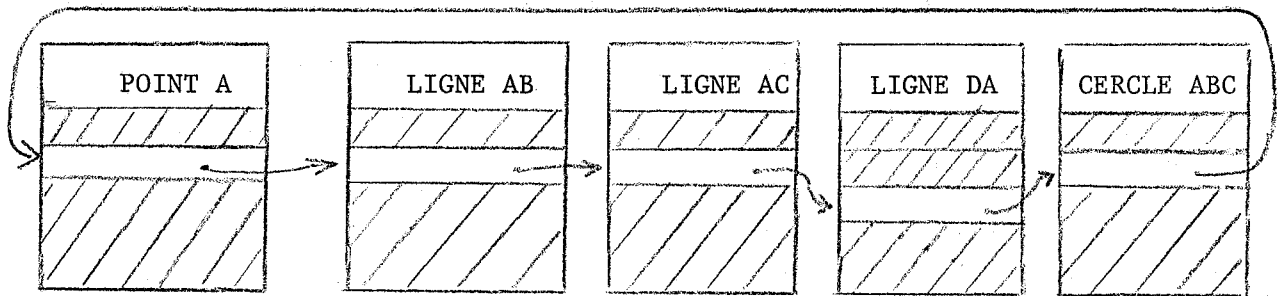 POINT A
LIGNE AB
LIGNE AC
LIGNE DA
CERCLE ABC